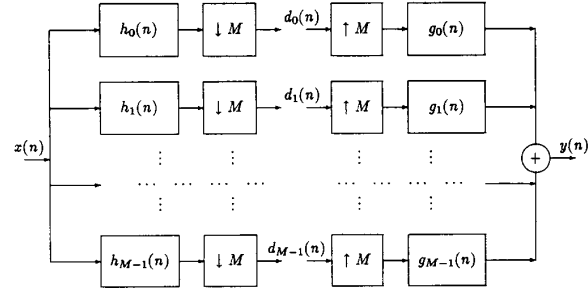 h₀(n) ↓ M d₀(n) ↑ M g₀(n)
h₁(n) ↓ M d₁(n) ↑ M g₁(n)
x(n) + y(n)
h_{M-1}(n) ↓ M d_{M-1}(n) ↑ M g_{M-1}(n)